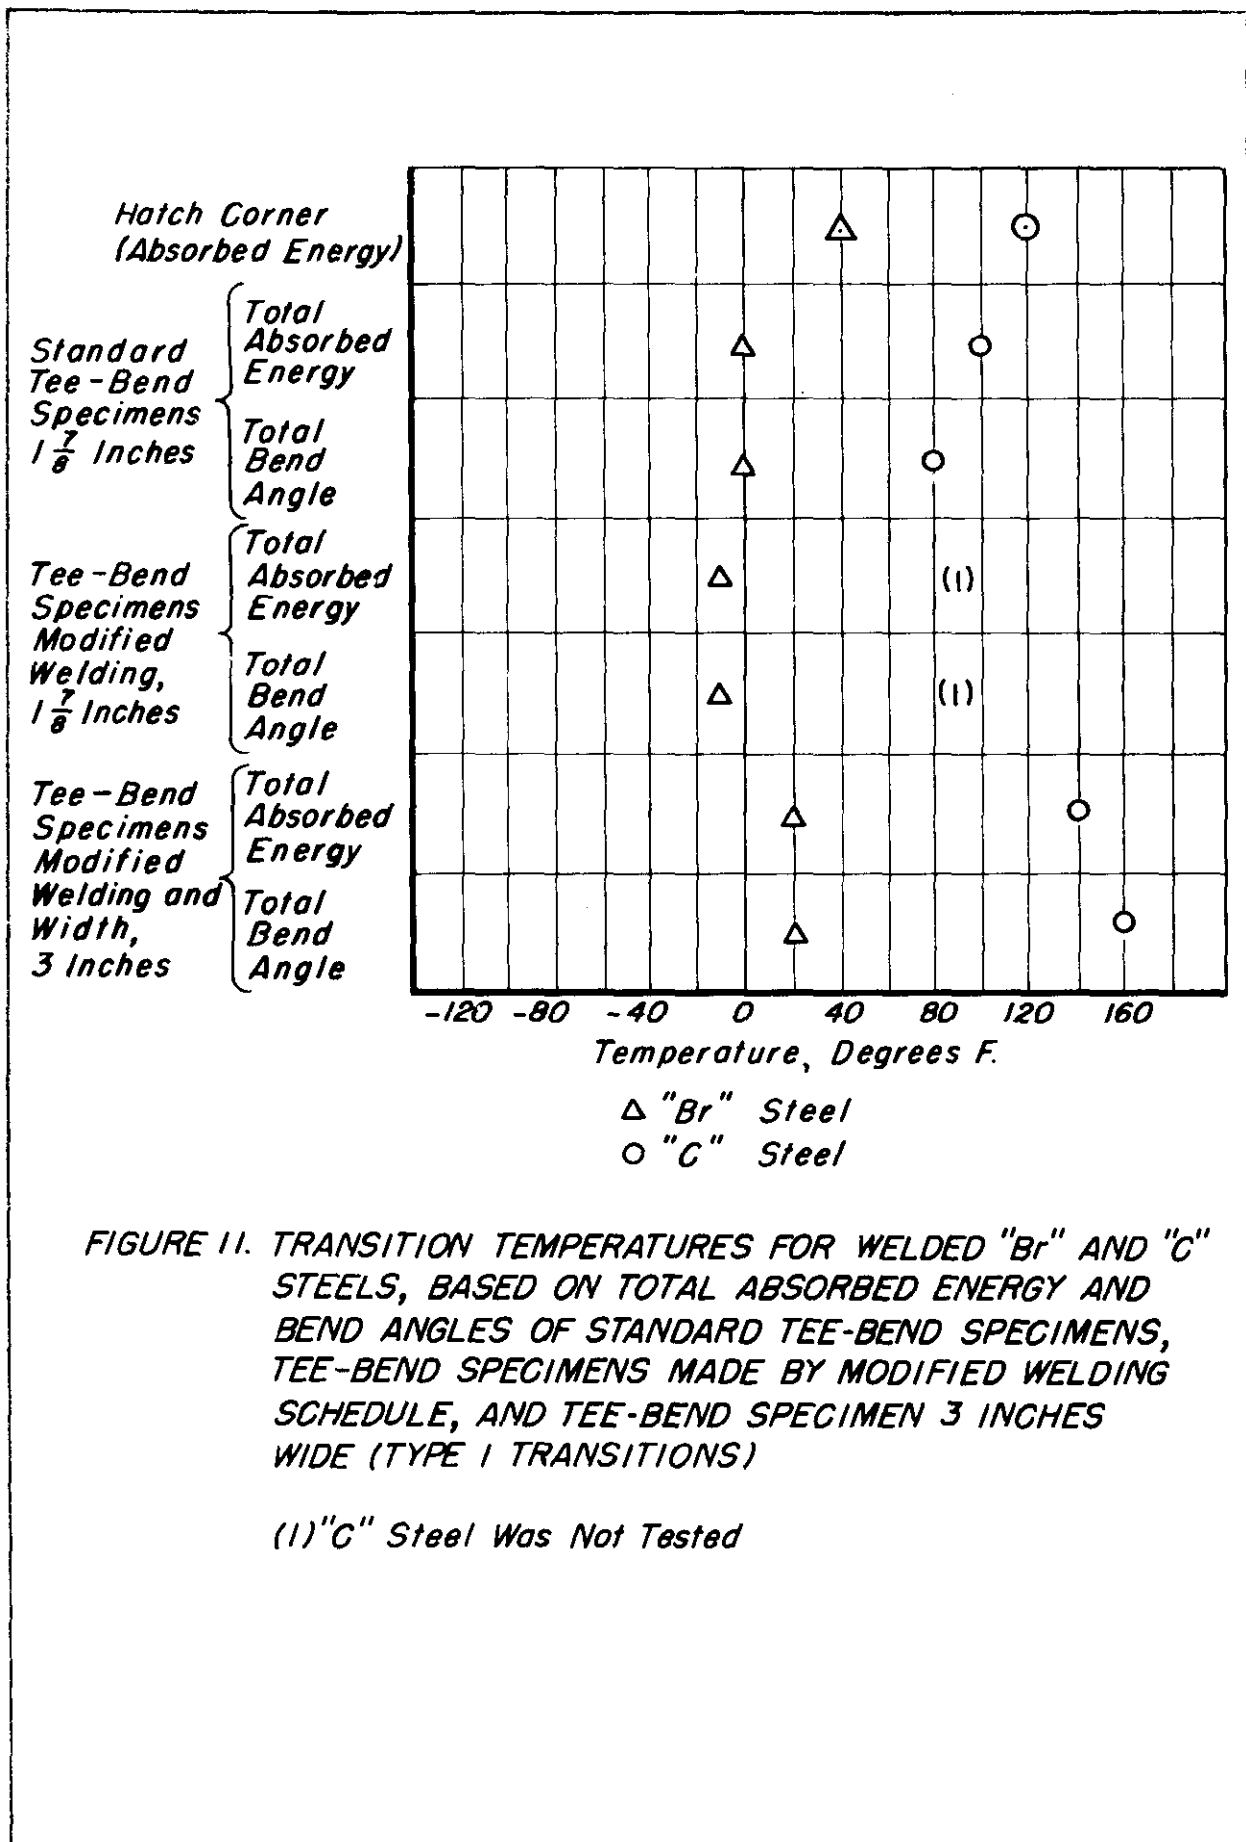 Hatch Corner
(Absorbed Energy)
Standard
Tee-Bend
Specimens
1 7/8 Inches
Total
Absorbed
Energy
Total
Bend
Angle
Tee-Bend
Specimens
Modified
Welding,
1 7/8 Inches
Total
Absorbed
Energy
(1)
Total
Bend
Angle
(1)
Tee-Bend
Specimens
Modified
Welding and
Width,
3 Inches
Total
Absorbed
Energy
Total
Bend
Angle
-120 -80 -40 0 40 80 120 160
Temperature, Degrees F.
△ "Br" Steel
○ "C" Steel
FIGURE 11. TRANSITION TEMPERATURES FOR WELDED "Br" AND "C"
STEELS, BASED ON TOTAL ABSORBED ENERGY AND
BEND ANGLES OF STANDARD TEE-BEND SPECIMENS,
TEE-BEND SPECIMENS MADE BY MODIFIED WELDING
SCHEDULE, AND TEE-BEND SPECIMEN 3 INCHES
WIDE (TYPE 1 TRANSITIONS)
(1) "C" Steel Was Not Tested